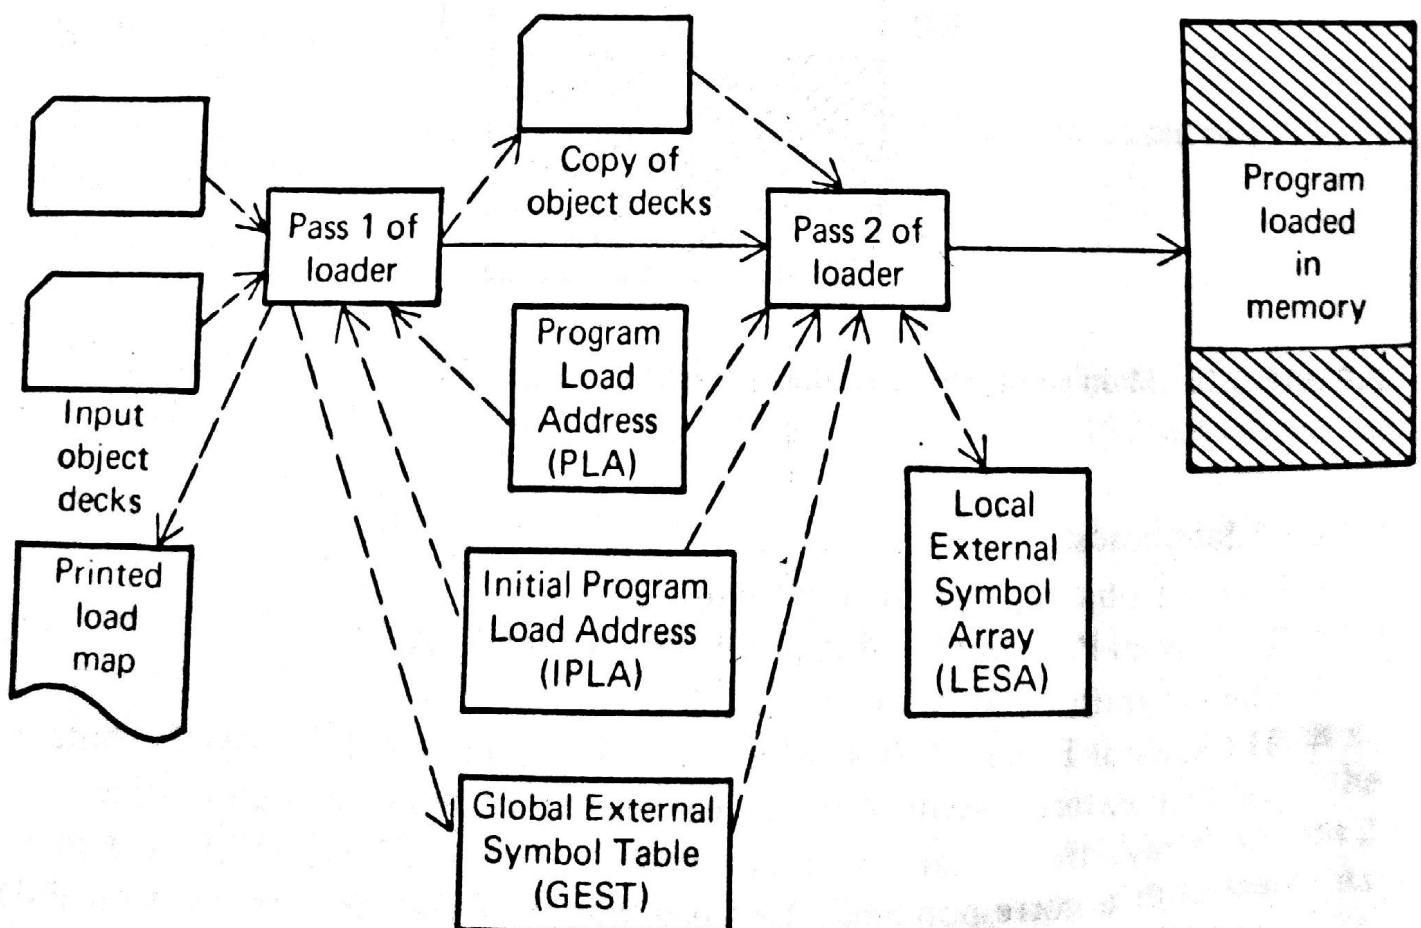 Copy of
object decks
Program
loaded
in
memory
Pass 1 of
loader
Pass 2 of
loader
Input
object
decks
Program
Load
Address
(PLA)
Printed
load
map
Initial Program
Load Address
(IPLA)
Local
External
Symbol
Array
(LESA)
Global External
Symbol Table
(GEST)